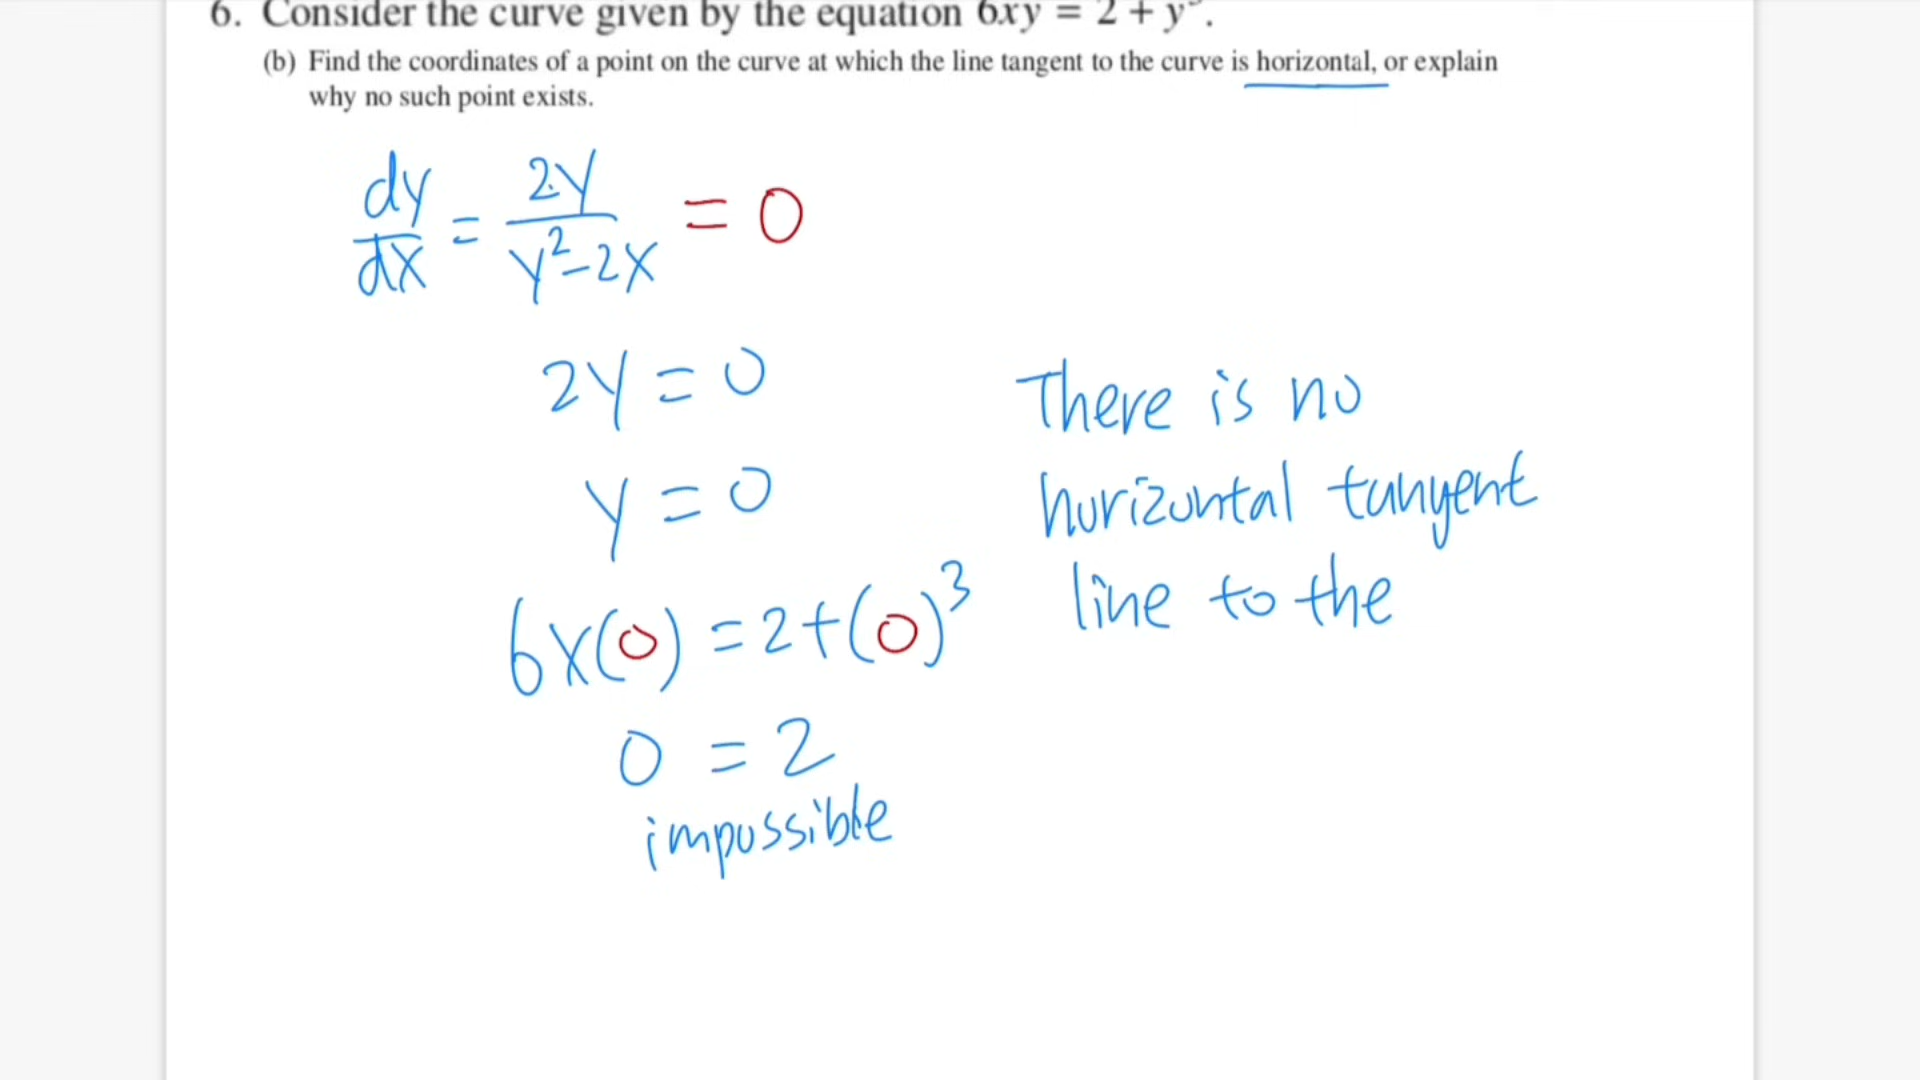 6. Consider the curve given by the equation 6xy = 2 + y³.
(b) Find the coordinates of a point on the curve at which the line tangent to the curve is horizontal, or explain
why no such point exists.
dy/dx = 2y/(y²-2x) = 0
2y = 0
y = 0
6x(0) = 2+(0)³
0 = 2
impossible
There is no
horizontal tangent
line to the